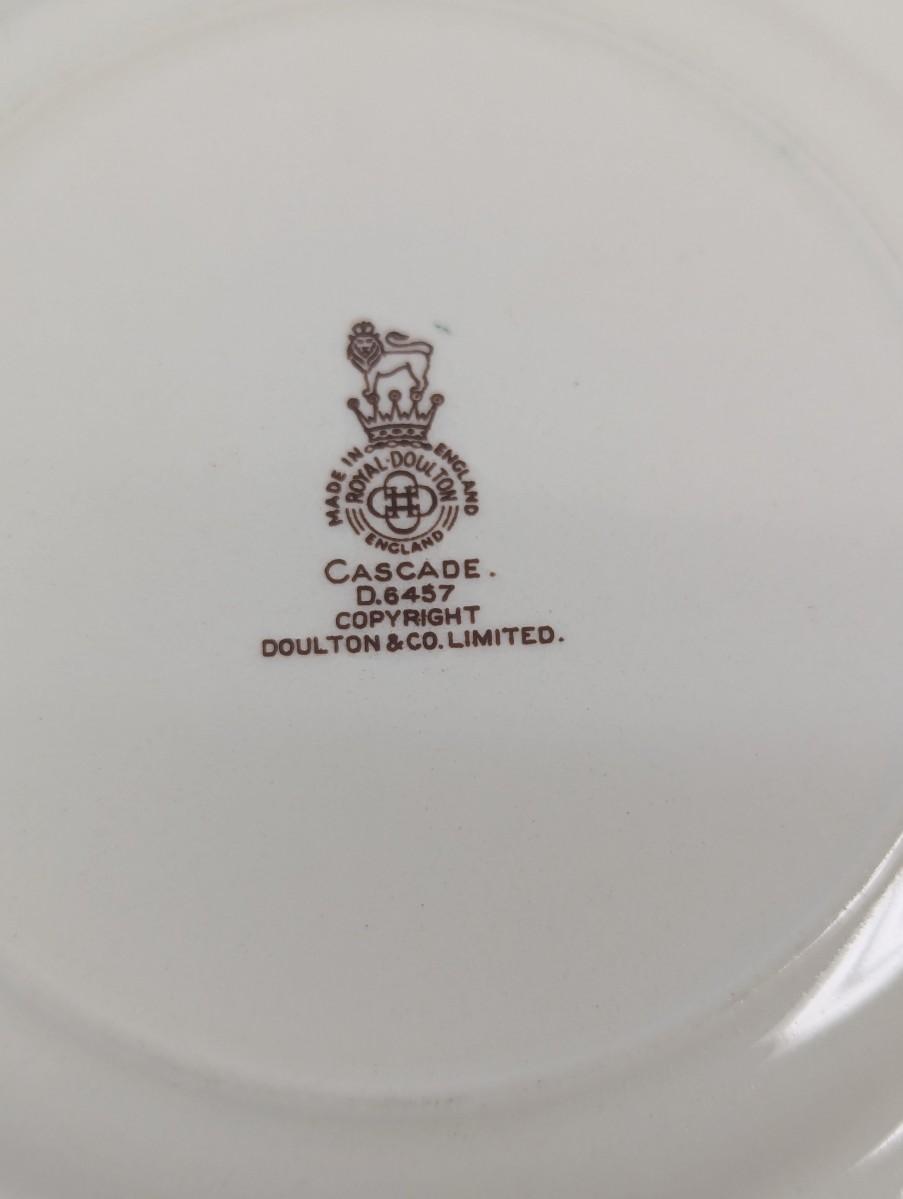 MADE IN ENGLAND
ROYAL·DOULTON
ENGLAND
CASCADE.
D.6457
COPYRIGHT
DOULTON & CO. LIMITED.